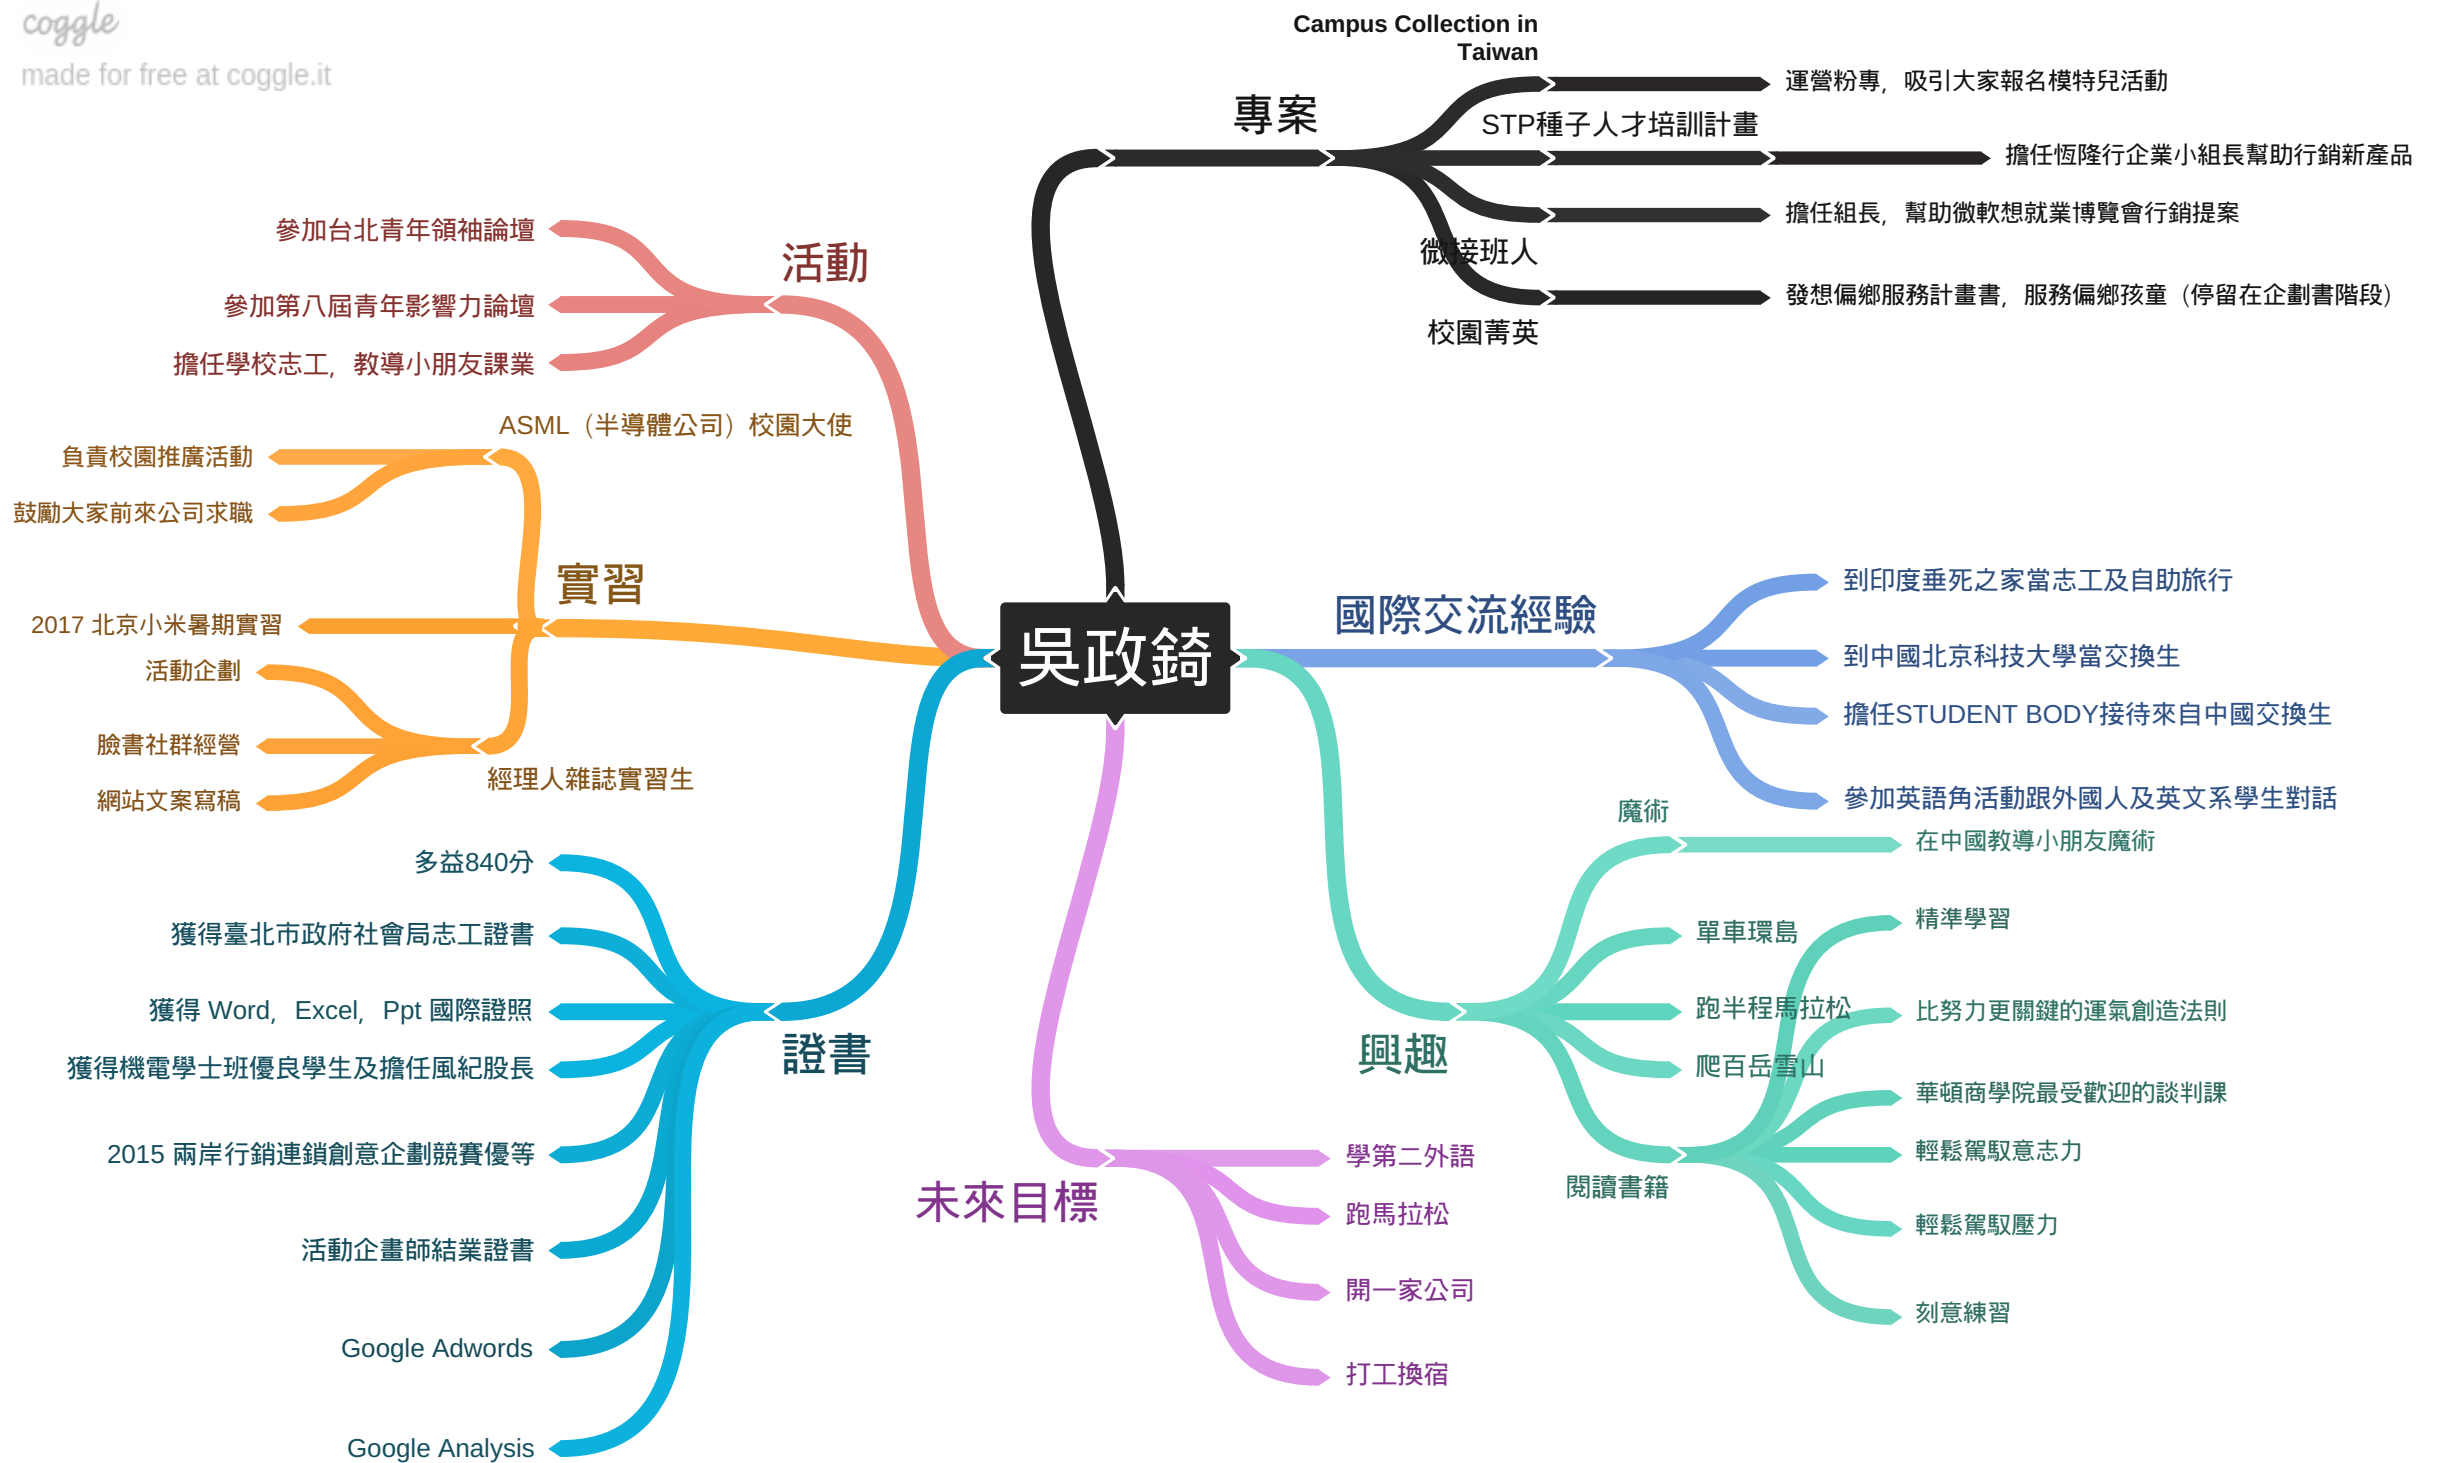 coggle
made for free at coggle.it
吳政錡
專案
Campus Collection in
Taiwan
運營粉專，吸引大家報名模特兒活動
STP種子人才培訓計畫
擔任恆隆行企業小組長幫助行銷新產品
微接班人
擔任組長，幫助微軟想就業博覽會行銷提案
校園菁英
發想偏鄉服務計畫書，服務偏鄉孩童（停留在企劃書階段）
國際交流經驗
到印度垂死之家當志工及自助旅行
到中國北京科技大學當交換生
擔任STUDENT BODY接待來自中國交換生
參加英語角活動跟外國人及英文系學生對話
興趣
魔術
在中國教導小朋友魔術
單車環島
跑半程馬拉松
爬百岳雪山
閱讀書籍
精準學習
比努力更關鍵的運氣創造法則
華頓商學院最受歡迎的談判課
輕鬆駕馭意志力
輕鬆駕馭壓力
刻意練習
未來目標
學第二外語
跑馬拉松
開一家公司
打工換宿
活動
參加台北青年領袖論壇
參加第八屆青年影響力論壇
擔任學校志工，教導小朋友課業
實習
ASML（半導體公司）校園大使
負責校園推廣活動
鼓勵大家前來公司求職
2017 北京小米暑期實習
經理人雜誌實習生
活動企劃
臉書社群經營
網站文案寫稿
證書
多益840分
獲得臺北市政府社會局志工證書
獲得 Word，Excel，Ppt 國際證照
獲得機電學士班優良學生及擔任風紀股長
2015 兩岸行銷連鎖創意企劃競賽優等
活動企畫師結業證書
Google Adwords
Google Analysis